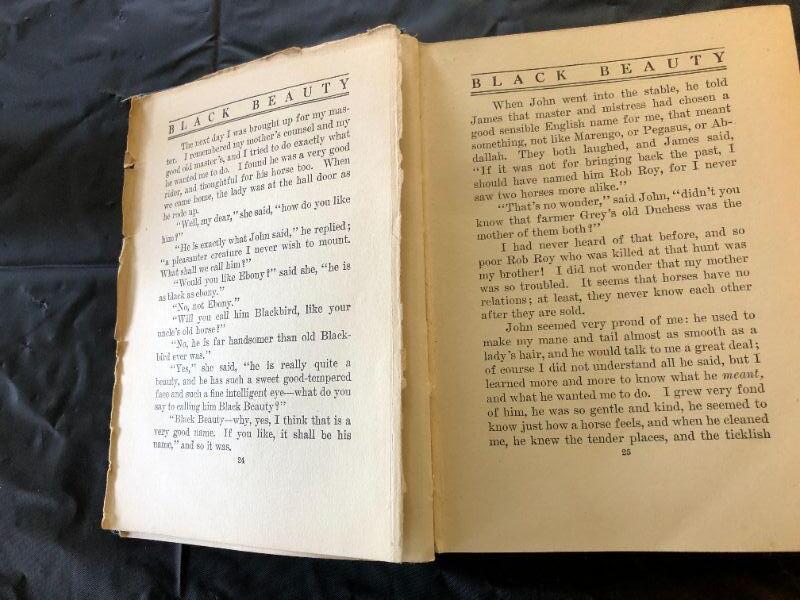 BLACK BEAUTY
The next day I was brought up for my mas-
ter. I remembered my mother's counsel and my
good old master's, and I tried to do exactly what
he wanted me to do. I found he was a very good
rider, and thoughtful for his horse too. When
we came home, the lady was at the hall door as
he rode up.
"Well, my dear," she said, "how do you like
him?"
"He is exactly what John said," he replied;
"a pleasanter creature I never wish to mount.
What shall we call him?"
"Would you like Ebony?" said she, "he is
as black as ebony."
"No, not Ebony."
"Will you call him Blackbird, like your
uncle's old horse?"
"No, he is far handsomer than old Black-
bird ever was."
"Yes," she said, "he is really quite a
beauty, and he has such a sweet good-tempered
face and such a fine intelligent eye—what do you
say to calling him Black Beauty?"
"Black Beauty—why, yes, I think that is a
very good name. If you like, it shall be his
name," and so it was.
24
BLACK BEAUTY
When John went into the stable, he told
James that master and mistress had chosen a
good sensible English name for me, that meant
something, not like Marengo, or Pegasus, or Ab-
dallah. They both laughed, and James said,
"If it was not for bringing back the past, I
should have named him Rob Roy, for I never
saw two horses more alike."
"That's no wonder," said John, "didn't you
know that farmer Grey's old Duchess was the
mother of them both?"
I had never heard of that before, and so
poor Rob Roy who was killed at that hunt was
my brother! I did not wonder that my mother
was so troubled. It seems that horses have no
relations; at least, they never know each other
after they are sold.
John seemed very proud of me: he used to
make my mane and tail almost as smooth as a
lady's hair, and he would talk to me a great deal;
of course I did not understand all he said, but I
learned more and more to know what he meant,
and what he wanted me to do. I grew very fond
of him, he was so gentle and kind, he seemed to
know just how a horse feels, and when he cleaned
me, he knew the tender places, and the ticklish
25